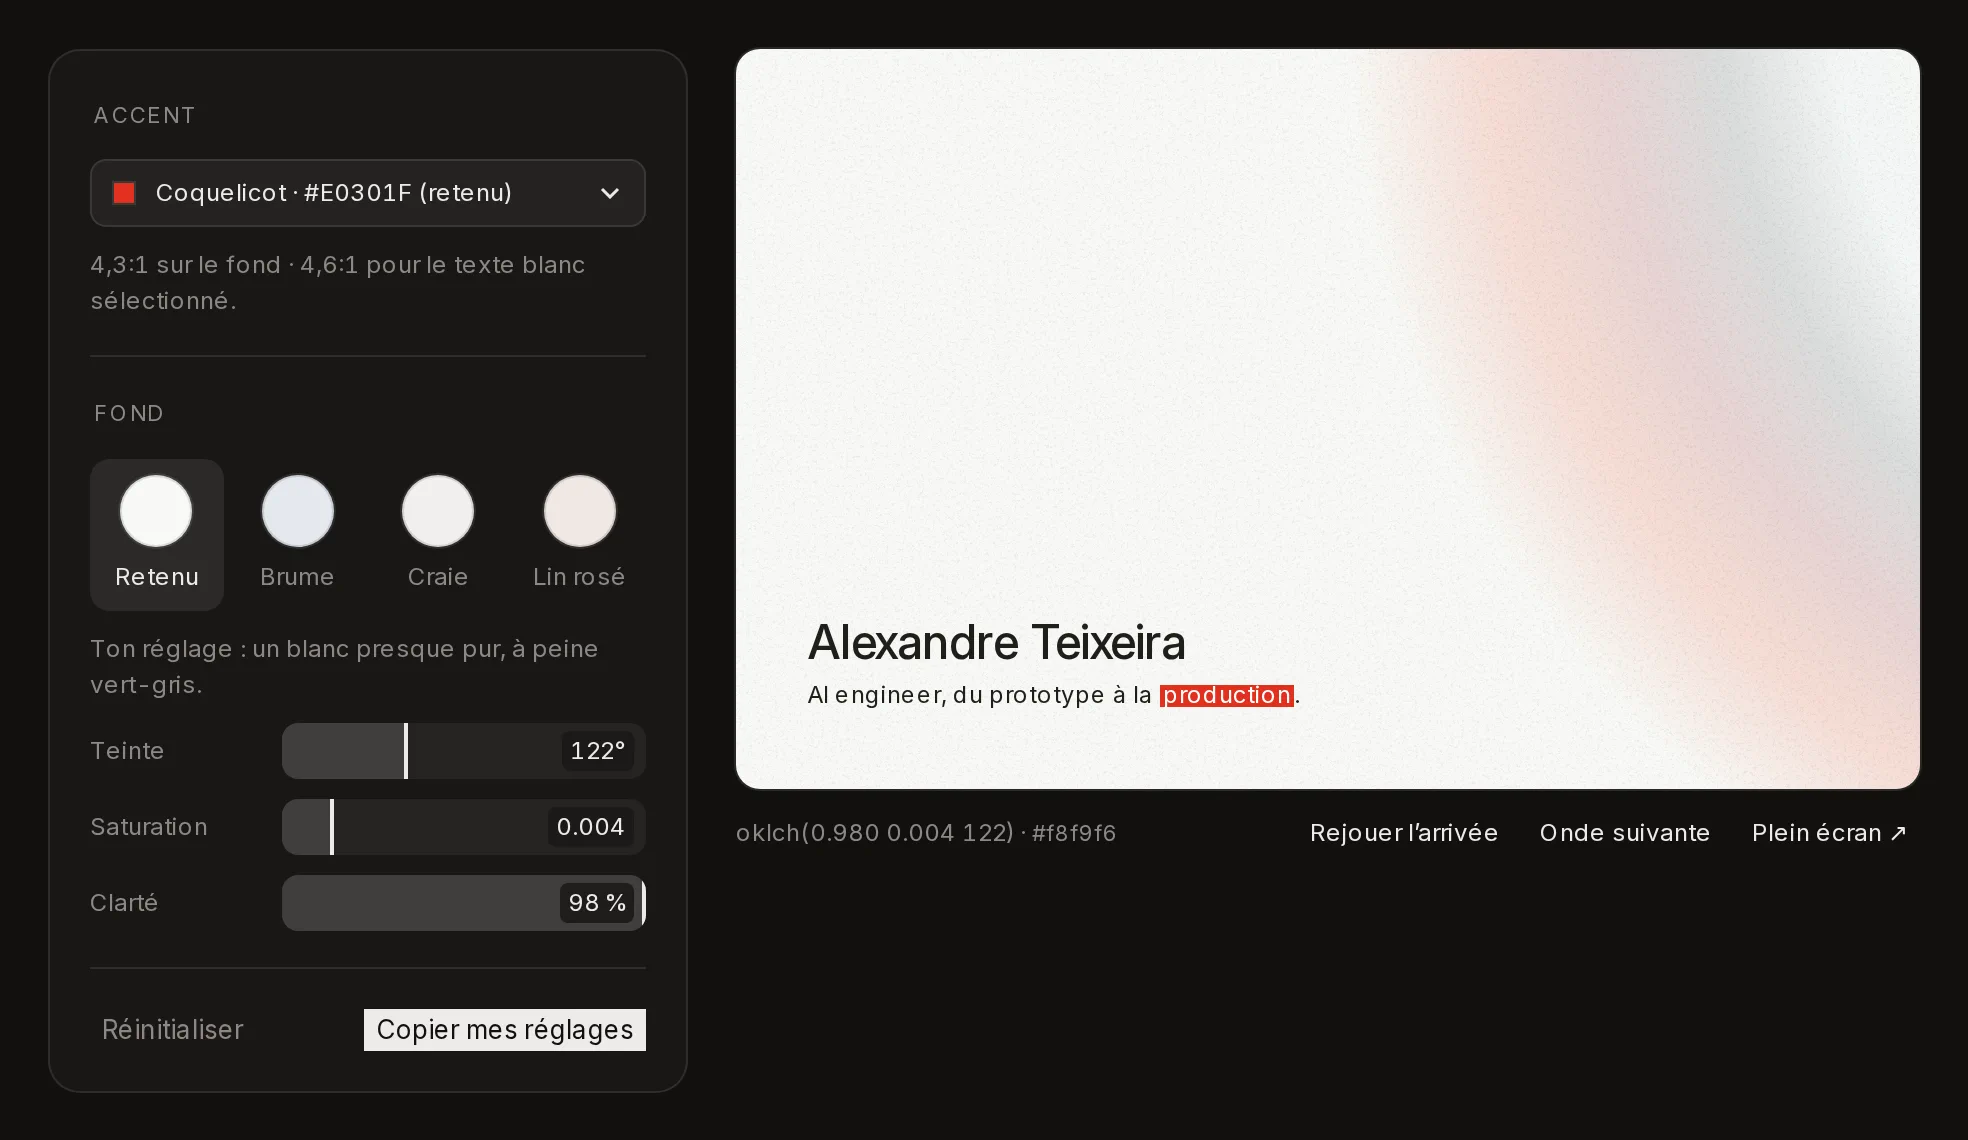 ACCENT
Coquelicot · #E0301F (retenu)
4,3:1 sur le fond · 4,6:1 pour le texte blanc
sélectionné.
FOND
Retenu
Brume
Craie
Lin rosé
Ton réglage : un blanc presque pur, à peine
vert-gris.
Teinte
122°
Saturation
0.004
Clarté
98 %
Réinitialiser
Copier mes réglages
Alexandre Teixeira
AI engineer, du prototype à la production.
oklch(0.980 0.004 122) · #f8f9f6
Rejouer l’arrivée
Onde suivante
Plein écran ↗